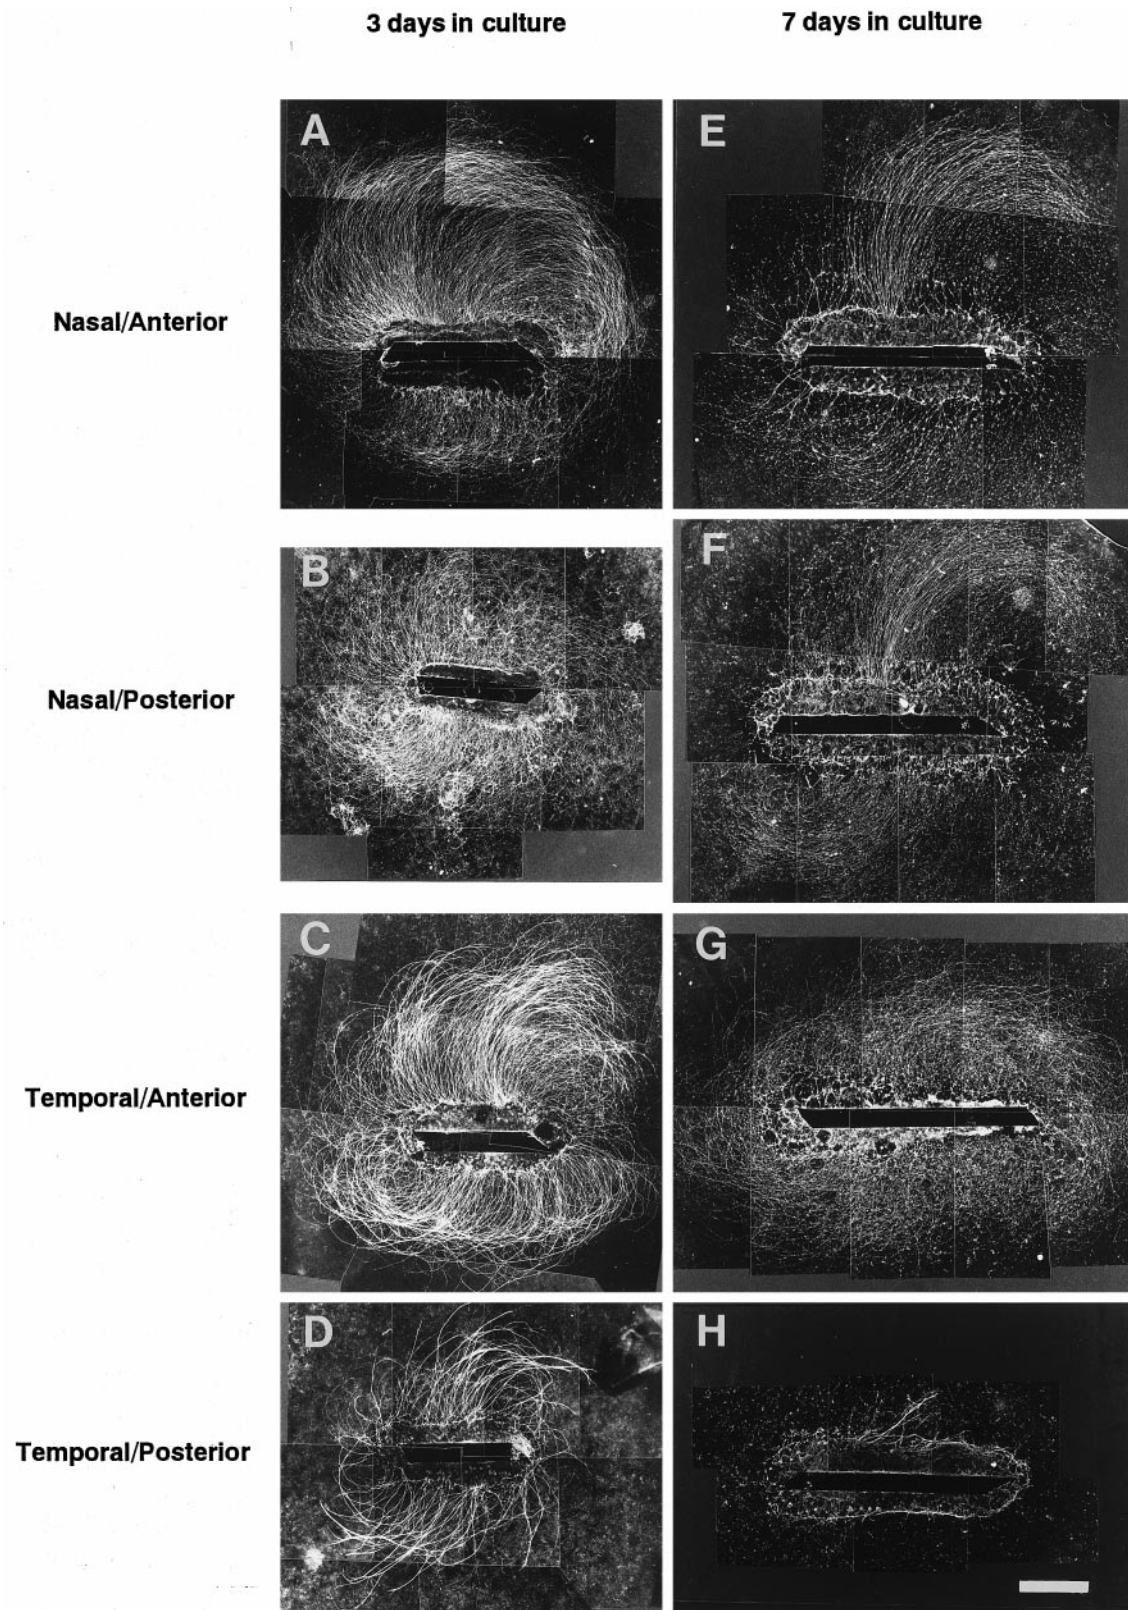 3 days in culture
7 days in culture
A
E
Nasal/Anterior
B
F
Nasal/Posterior
C
G
Temporal/Anterior
D
H
Temporal/Posterior